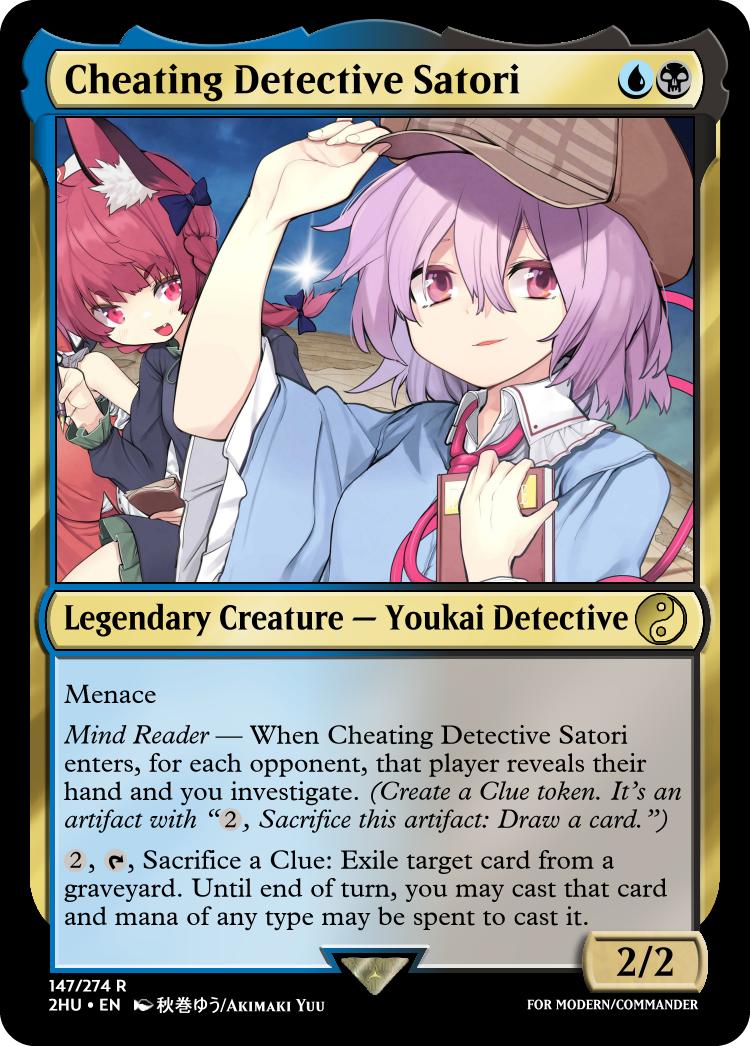 Cheating Detective Satori
Legendary Creature — Youkai Detective
Menace
Mind Reader — When Cheating Detective Satori
enters, for each opponent, that player reveals their
hand and you investigate. (Create a Clue token. It's an
artifact with “2, Sacrifice this artifact: Draw a card.”)
2, , Sacrifice a Clue: Exile target card from a
graveyard. Until end of turn, you may cast that card
and mana of any type may be spent to cast it.
2/2
147/274 R
2HU • EN 秋巻ゆう/Akimaki Yuu
FOR MODERN/COMMANDER